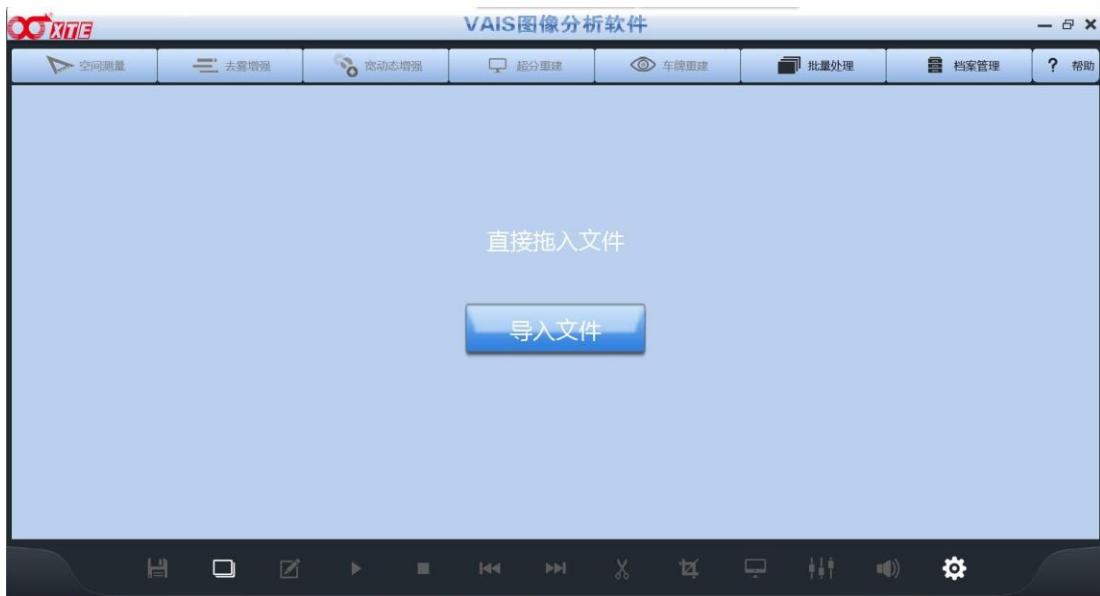 XTE
VAIS图像分析软件
空间测量 去雾增强 宽动态增强 超分重建 车牌重建 批量处理 档案管理 ? 帮助
直接拖入文件
导入文件